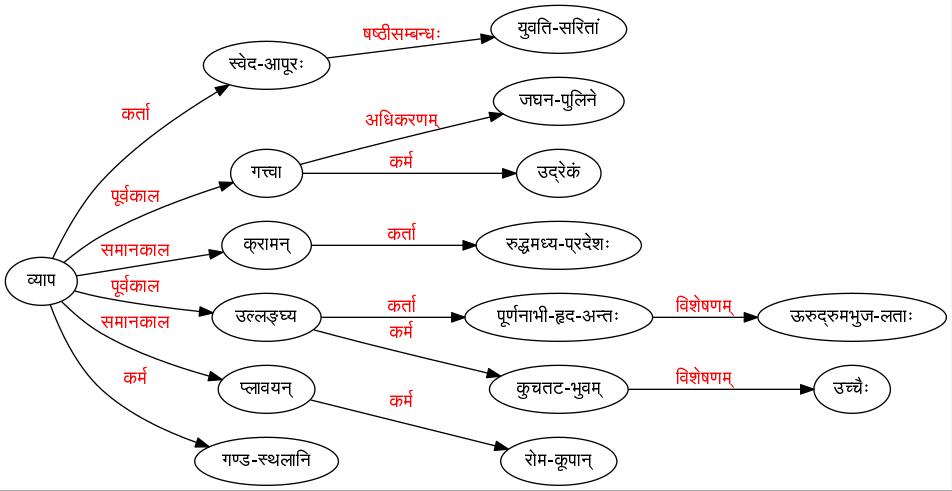 षष्ठीसम्बन्धः
युवति-सरितां
स्वेद-आपूरः
कर्ता
जघन-पुलिने
अधिकरणम्
कर्म
गत्त्वा
उद्रेकं
पूर्वकाल
कर्ता
क्रामन्
रुद्धमध्य-प्रदेशः
समानकाल
व्याप
पूर्वकाल
कर्ता
विशेषणम्
उल्लङ्घ्य
पूर्णनाभी-हृद-अन्तः
ऊरुद्रुमभुज-लताः
समानकाल
कर्म
कुचतट-भुवम्
विशेषणम्
उच्चैः
प्लावयन्
कर्म
कर्म
रोम-कूपान्
गण्ड-स्थलानि